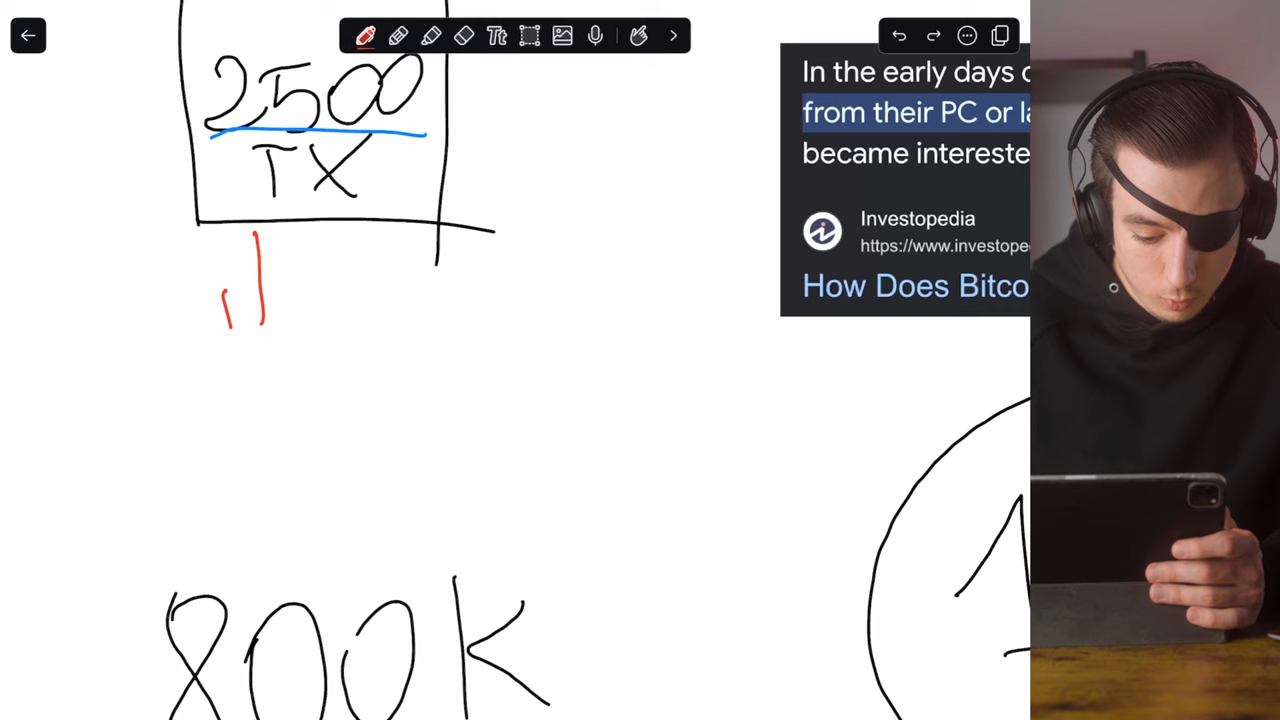 2500
TX
In the early days
from their PC or
became intereste
Investopedia
https://www.investope
How Does Bitco
800K
1